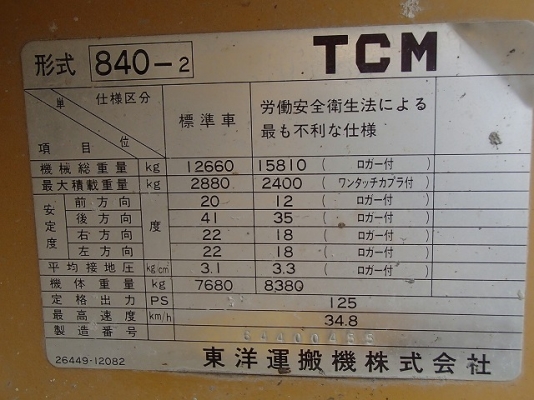 形式 840-2 TCM
単位 仕様区分 項目 標準車 労働安全衛生法による最も不利な仕様
機械総重量 kg 12660 15810 (ロガー付)
最大積載重量 kg 2880 2400 (ワンタッチカプラ付)
安定度 前方向 度 20 12 (ロガー付)
後方向 41 35 (ロガー付)
右方向 22 18 (ロガー付)
左方向 22 18 (ロガー付)
平均接地圧 kg/cm 3.1 3.3 (ロガー付)
機体重量 kg 7680 8380
定格出力 PS 125
最高速度 km/h 34.8
製造番号
26449-12082 東洋運搬機株式会社